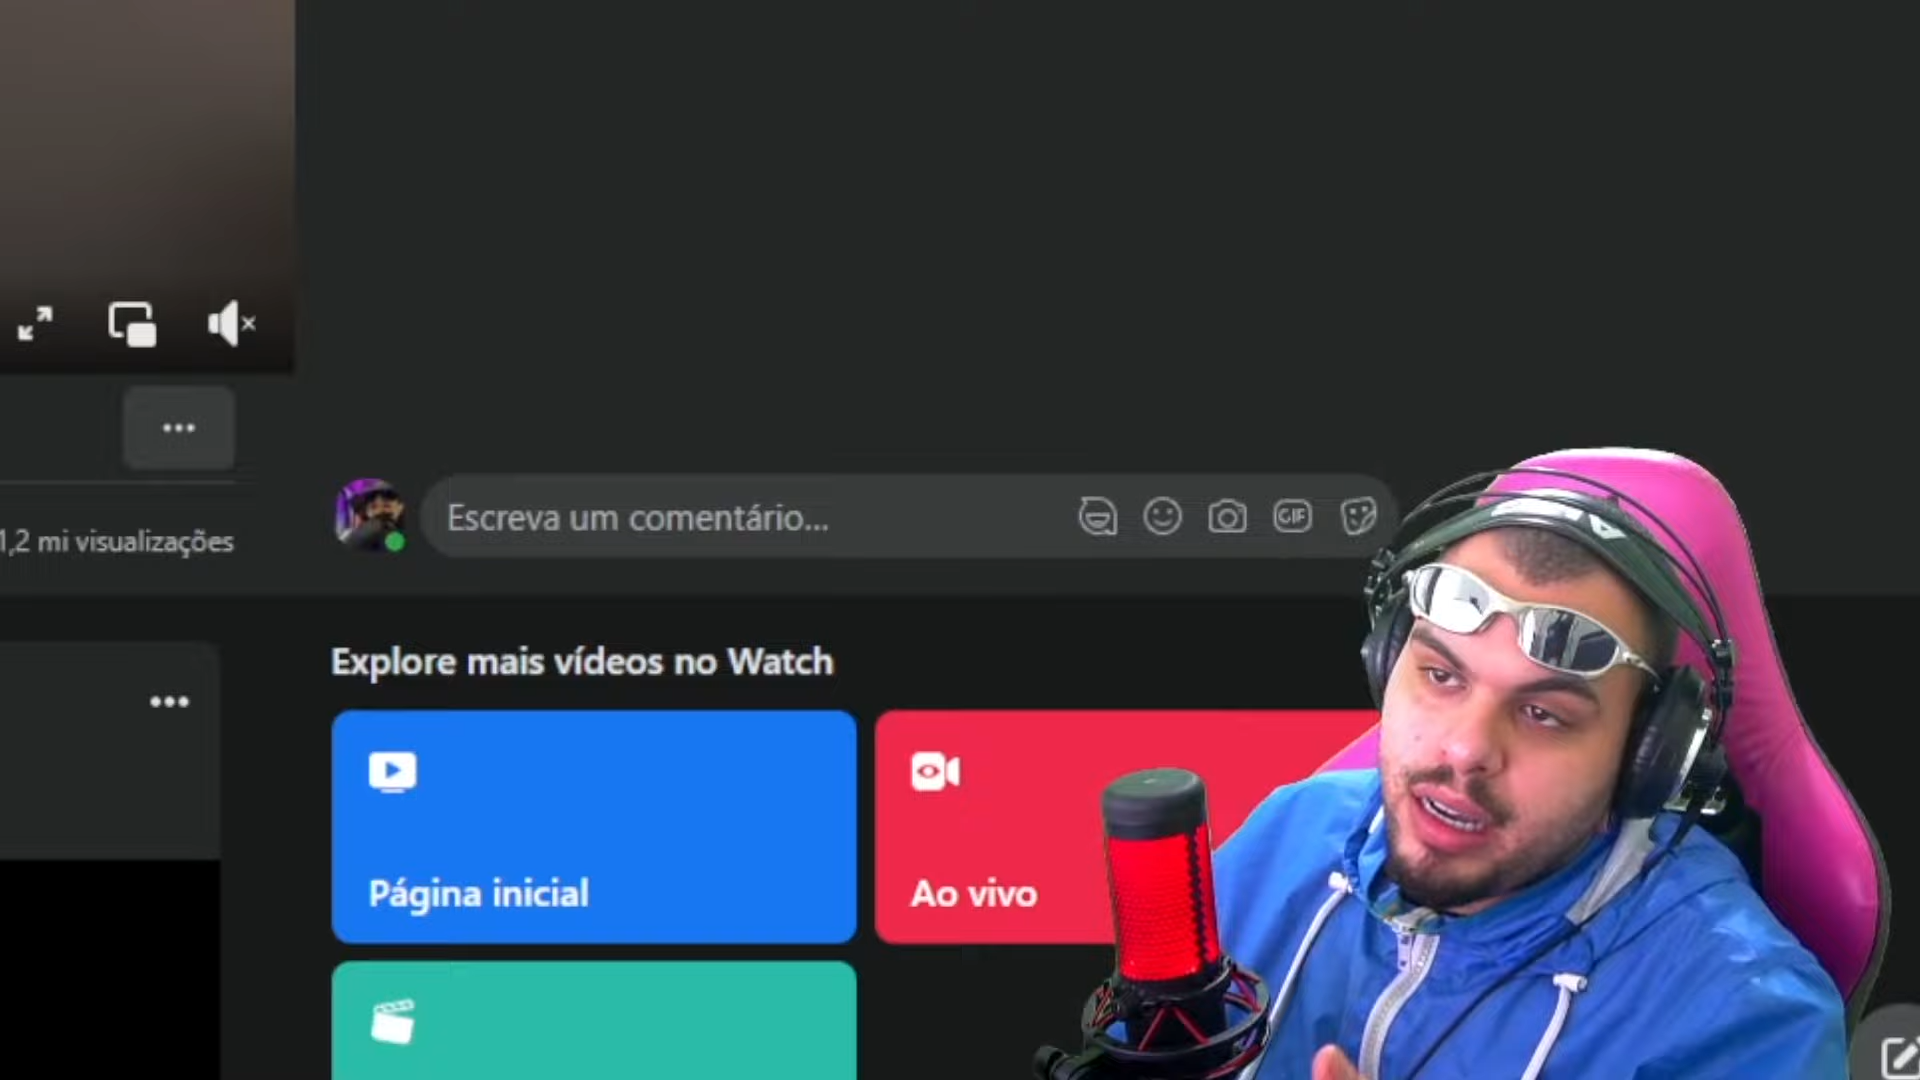 Escreva um comentário...
GIF
1,2 mi visualizações
Explore mais vídeos no Watch
Página inicial
Ao vivo